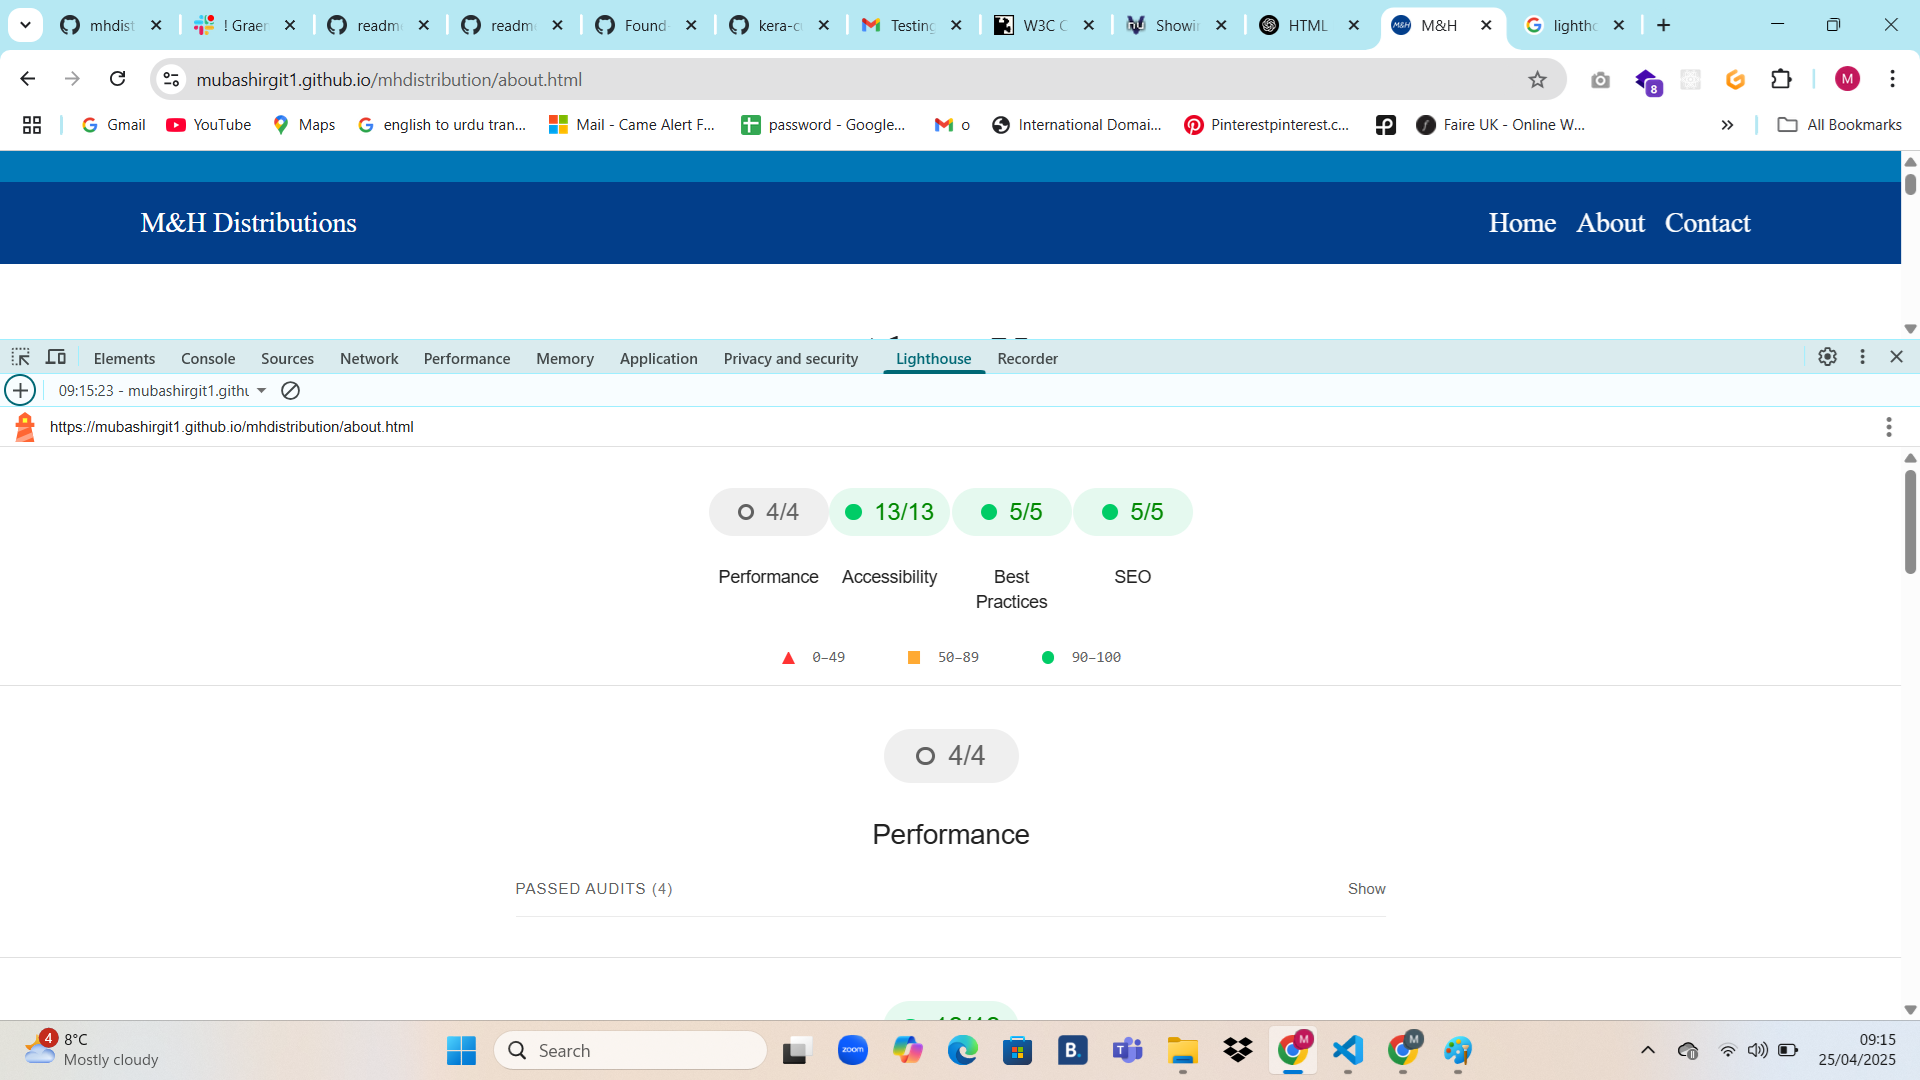 mhdist
! Graer
readm
readm
Found-
kera-c
Testing
W3C C
Showi
HTML
M&H
lightho
mubashirgit1.github.io/mhdistribution/about.html
8
M
Gmail
YouTube
Maps
english to urdu tran...
Mail - Came Alert F...
password - Google...
o
International Domai...
Pinterestpinterest.c...
Faire UK - Online W...
All Bookmarks
M&H Distributions
Home
About
Contact
Elements
Console
Sources
Network
Performance
Memory
Application
Privacy and security
Lighthouse
Recorder
09:15:23 - mubashirgit1.githu
https://mubashirgit1.github.io/mhdistribution/about.html
4/4
13/13
5/5
5/5
Performance
Accessibility
Best
Practices
SEO
0–49
50–89
90–100
4/4
Performance
PASSED AUDITS (4)
Show
4
8°C
Mostly cloudy
Search
zoom
B.
M
M
09:15
25/04/2025